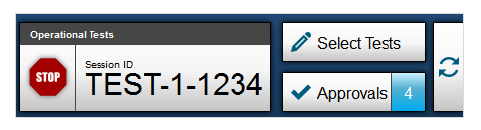 Operational Tests
STOP
Session ID
TEST-1-1234
Select Tests
Approvals 4